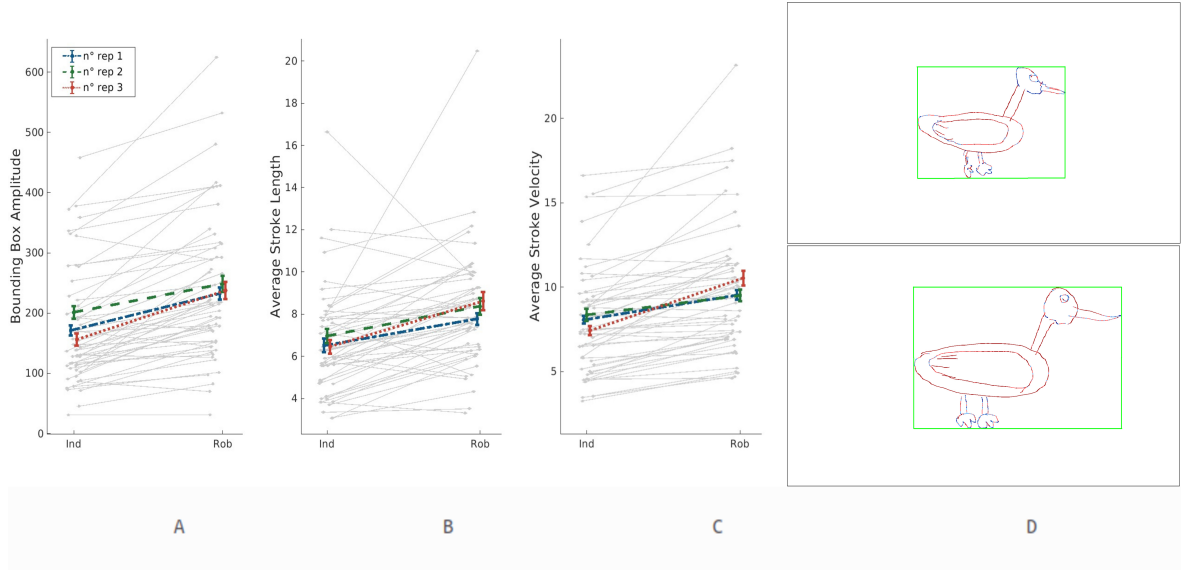 Bounding Box Amplitude
600
500
400
300
200
100
0
n° rep 1
n° rep 2
n° rep 3
Ind
Rob
Average Stroke Length
20
18
16
14
12
10
8
6
4
Ind
Rob
Average Stroke Velocity
20
15
10
5
Ind
Rob
A
B
C
D